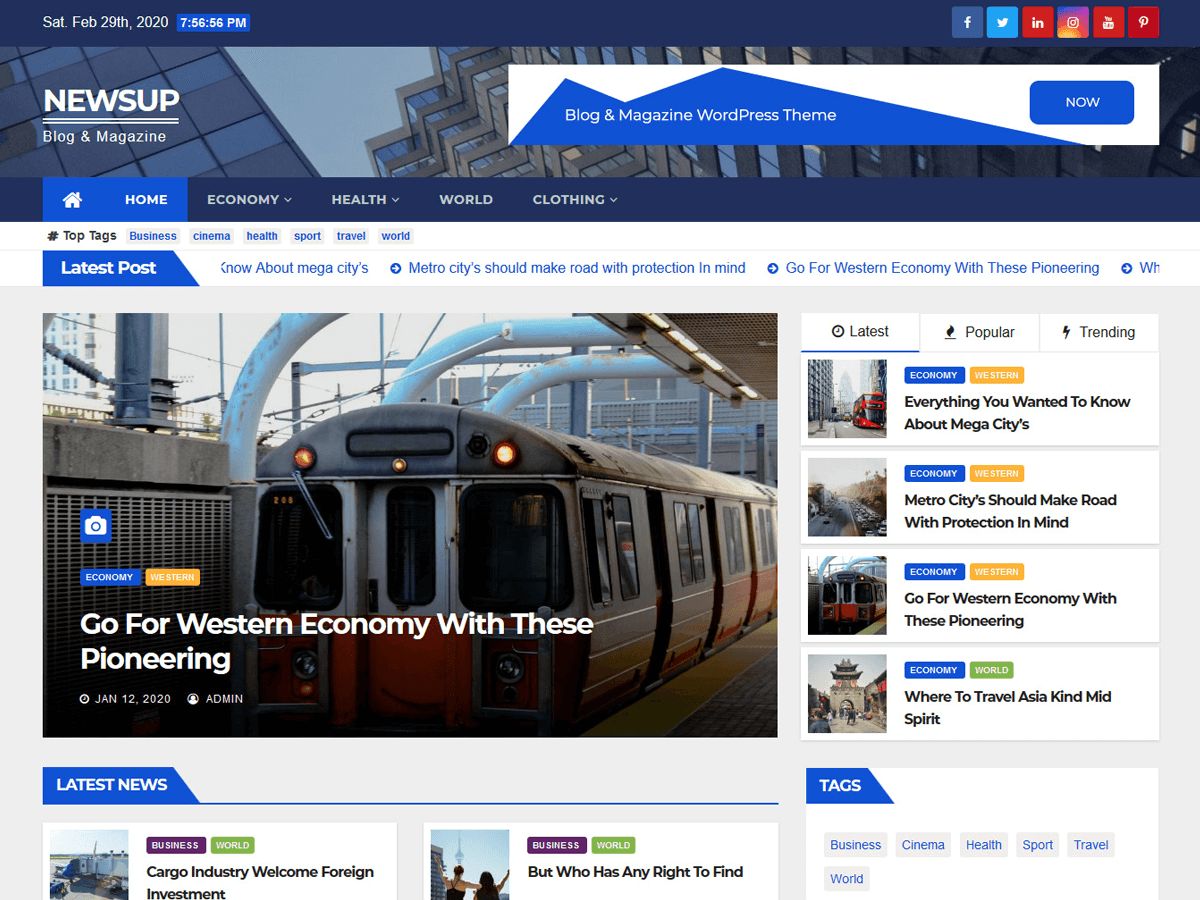 Sat. Feb 29th, 2020 7:56:56 PM
NEWSUP
Blog & Magazine
Blog & Magazine WordPress Theme
NOW
HOME ECONOMY HEALTH WORLD CLOTHING
# Top Tags Business cinema health sport travel world
Latest Post Know About mega city’s Metro city’s should make road with protection In mind Go For Western Economy With These Pioneering Wh
Latest Popular Trending
ECONOMY WESTERN
Everything You Wanted To Know
About Mega City’s
ECONOMY WESTERN
Metro City’s Should Make Road
With Protection In Mind
ECONOMY WESTERN
Go For Western Economy With
These Pioneering
ECONOMY WORLD
Where To Travel Asia Kind Mid
Spirit
208
ECONOMY WESTERN
Go For Western Economy With These
Pioneering
JAN 12, 2020 ADMIN
LATEST NEWS
BUSINESS WORLD
Cargo Industry Welcome Foreign
Investment
BUSINESS WORLD
But Who Has Any Right To Find
TAGS
Business Cinema Health Sport Travel
World